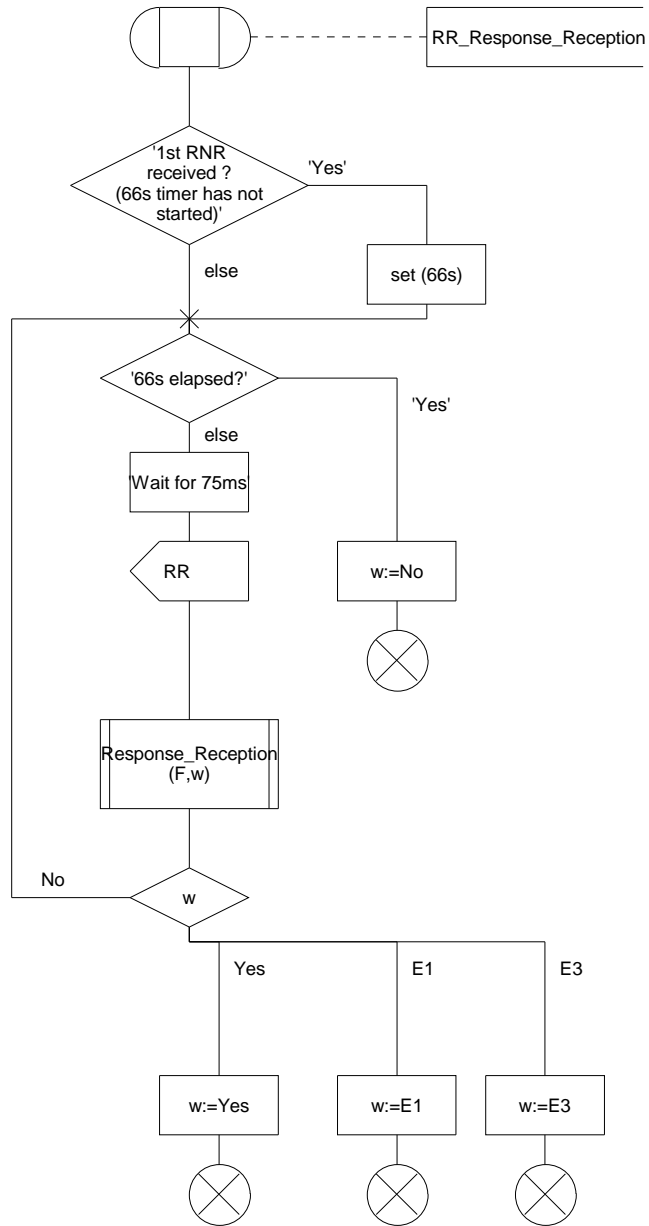 RR_Response_Reception
'1st RNR
received ?
(66s timer has not
started)'
'Yes'
set (66s)
else
'66s elapsed?'
'Yes'
else
'Wait for 75ms'
RR
w:=No
Response_Reception
(F,w)
No
w
Yes
E1
E3
w:=Yes
w:=E1
w:=E3